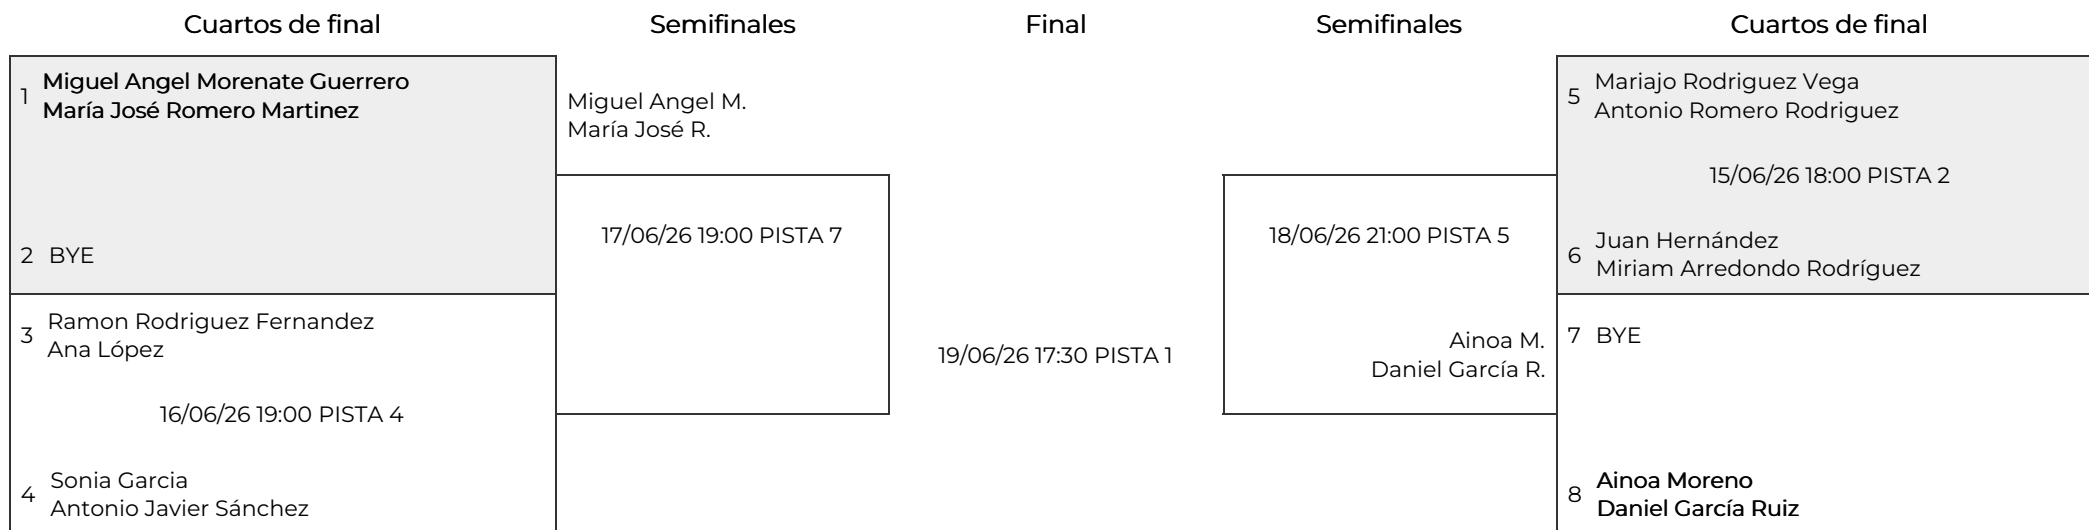 Cuartos de final
Semifinales
Final
Semifinales
Cuartos de final
1
Miguel Angel Morenate Guerrero
María José Romero Martinez
2 BYE
3
Ramon Rodriguez Fernandez
Ana López
16/06/26 19:00 PISTA 4
4
Sonia Garcia
Antonio Javier Sánchez
Miguel Angel M.
María José R.
17/06/26 19:00 PISTA 7
19/06/26 17:30 PISTA 1
18/06/26 21:00 PISTA 5
Ainoa M.
Daniel García R.
5
Mariajo Rodriguez Vega
Antonio Romero Rodriguez
15/06/26 18:00 PISTA 2
6
Juan Hernández
Miriam Arredondo Rodríguez
7 BYE
8
Ainoa Moreno
Daniel García Ruiz